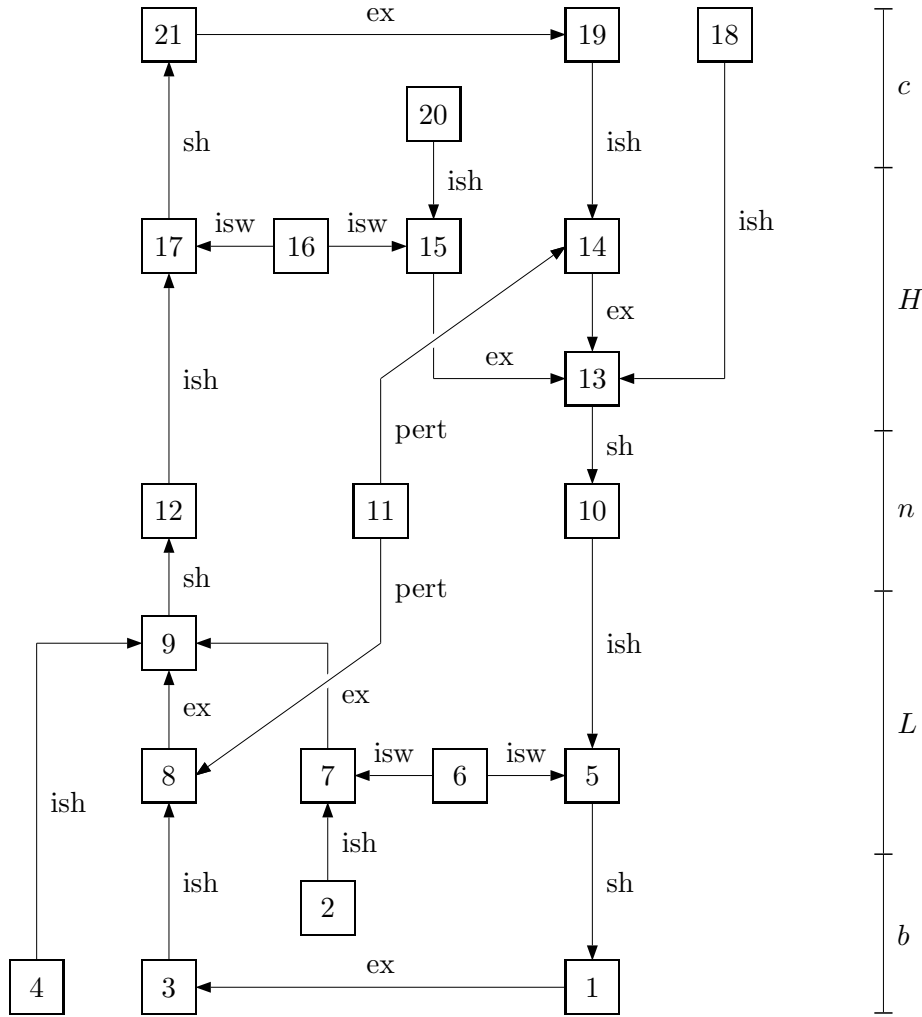 ex
21 19 18
c
20
sh ish
ish
isw isw ish
17 16 15 14
H
ex
ex
ish 13
pert
sh
12 11 10 n
sh
pert
9 ish
ex ex
L
isw isw
8 7 6 5
ish
ish
ish sh
2
b
ex
4 3 1